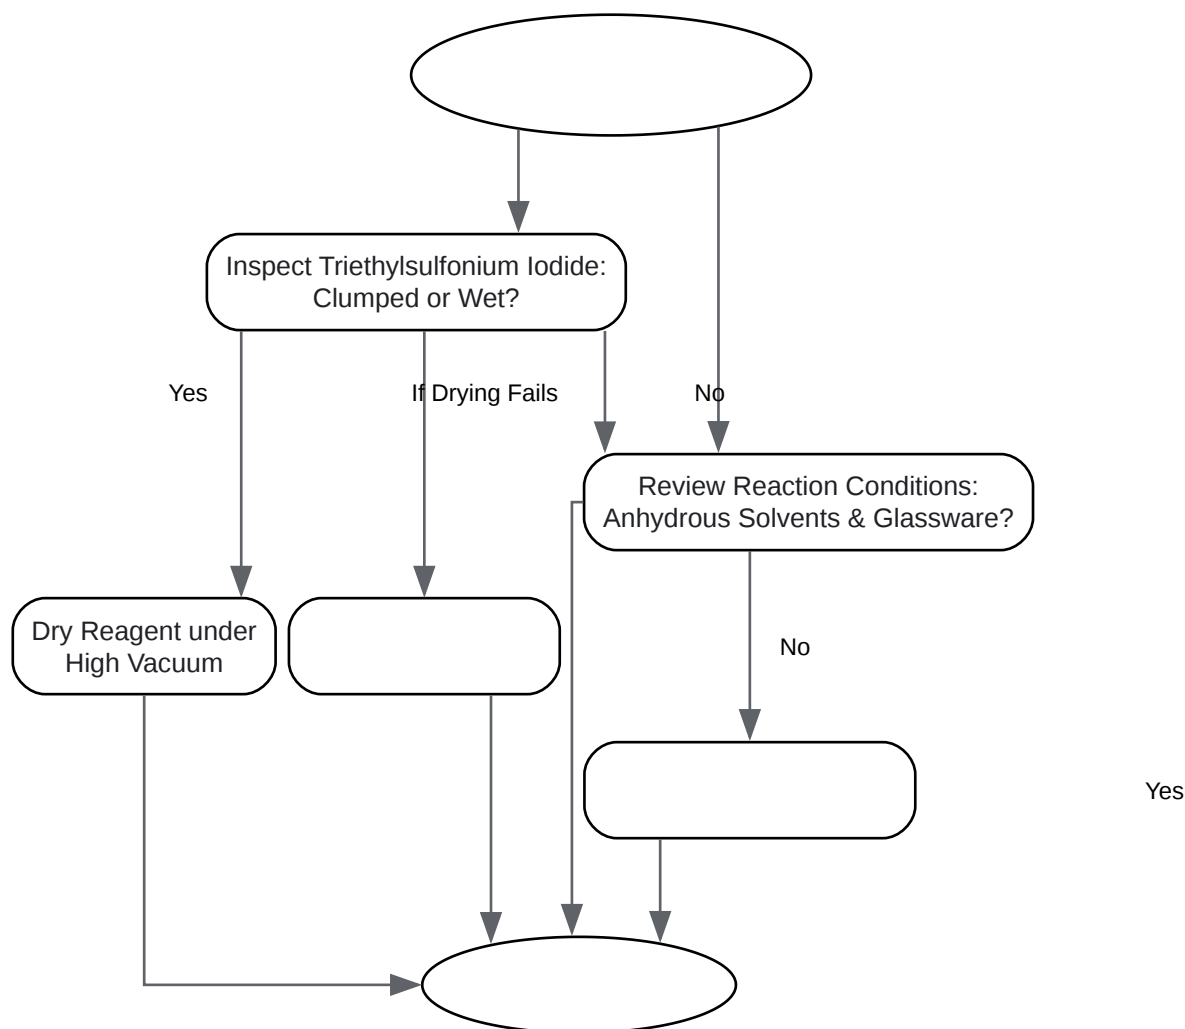 Inspect Triethylsulfonium Iodide:
Clumped or Wet?
Yes
If Drying Fails
No
Review Reaction Conditions:
Anhydrous Solvents & Glassware?
Dry Reagent under
High Vacuum
No
Yes